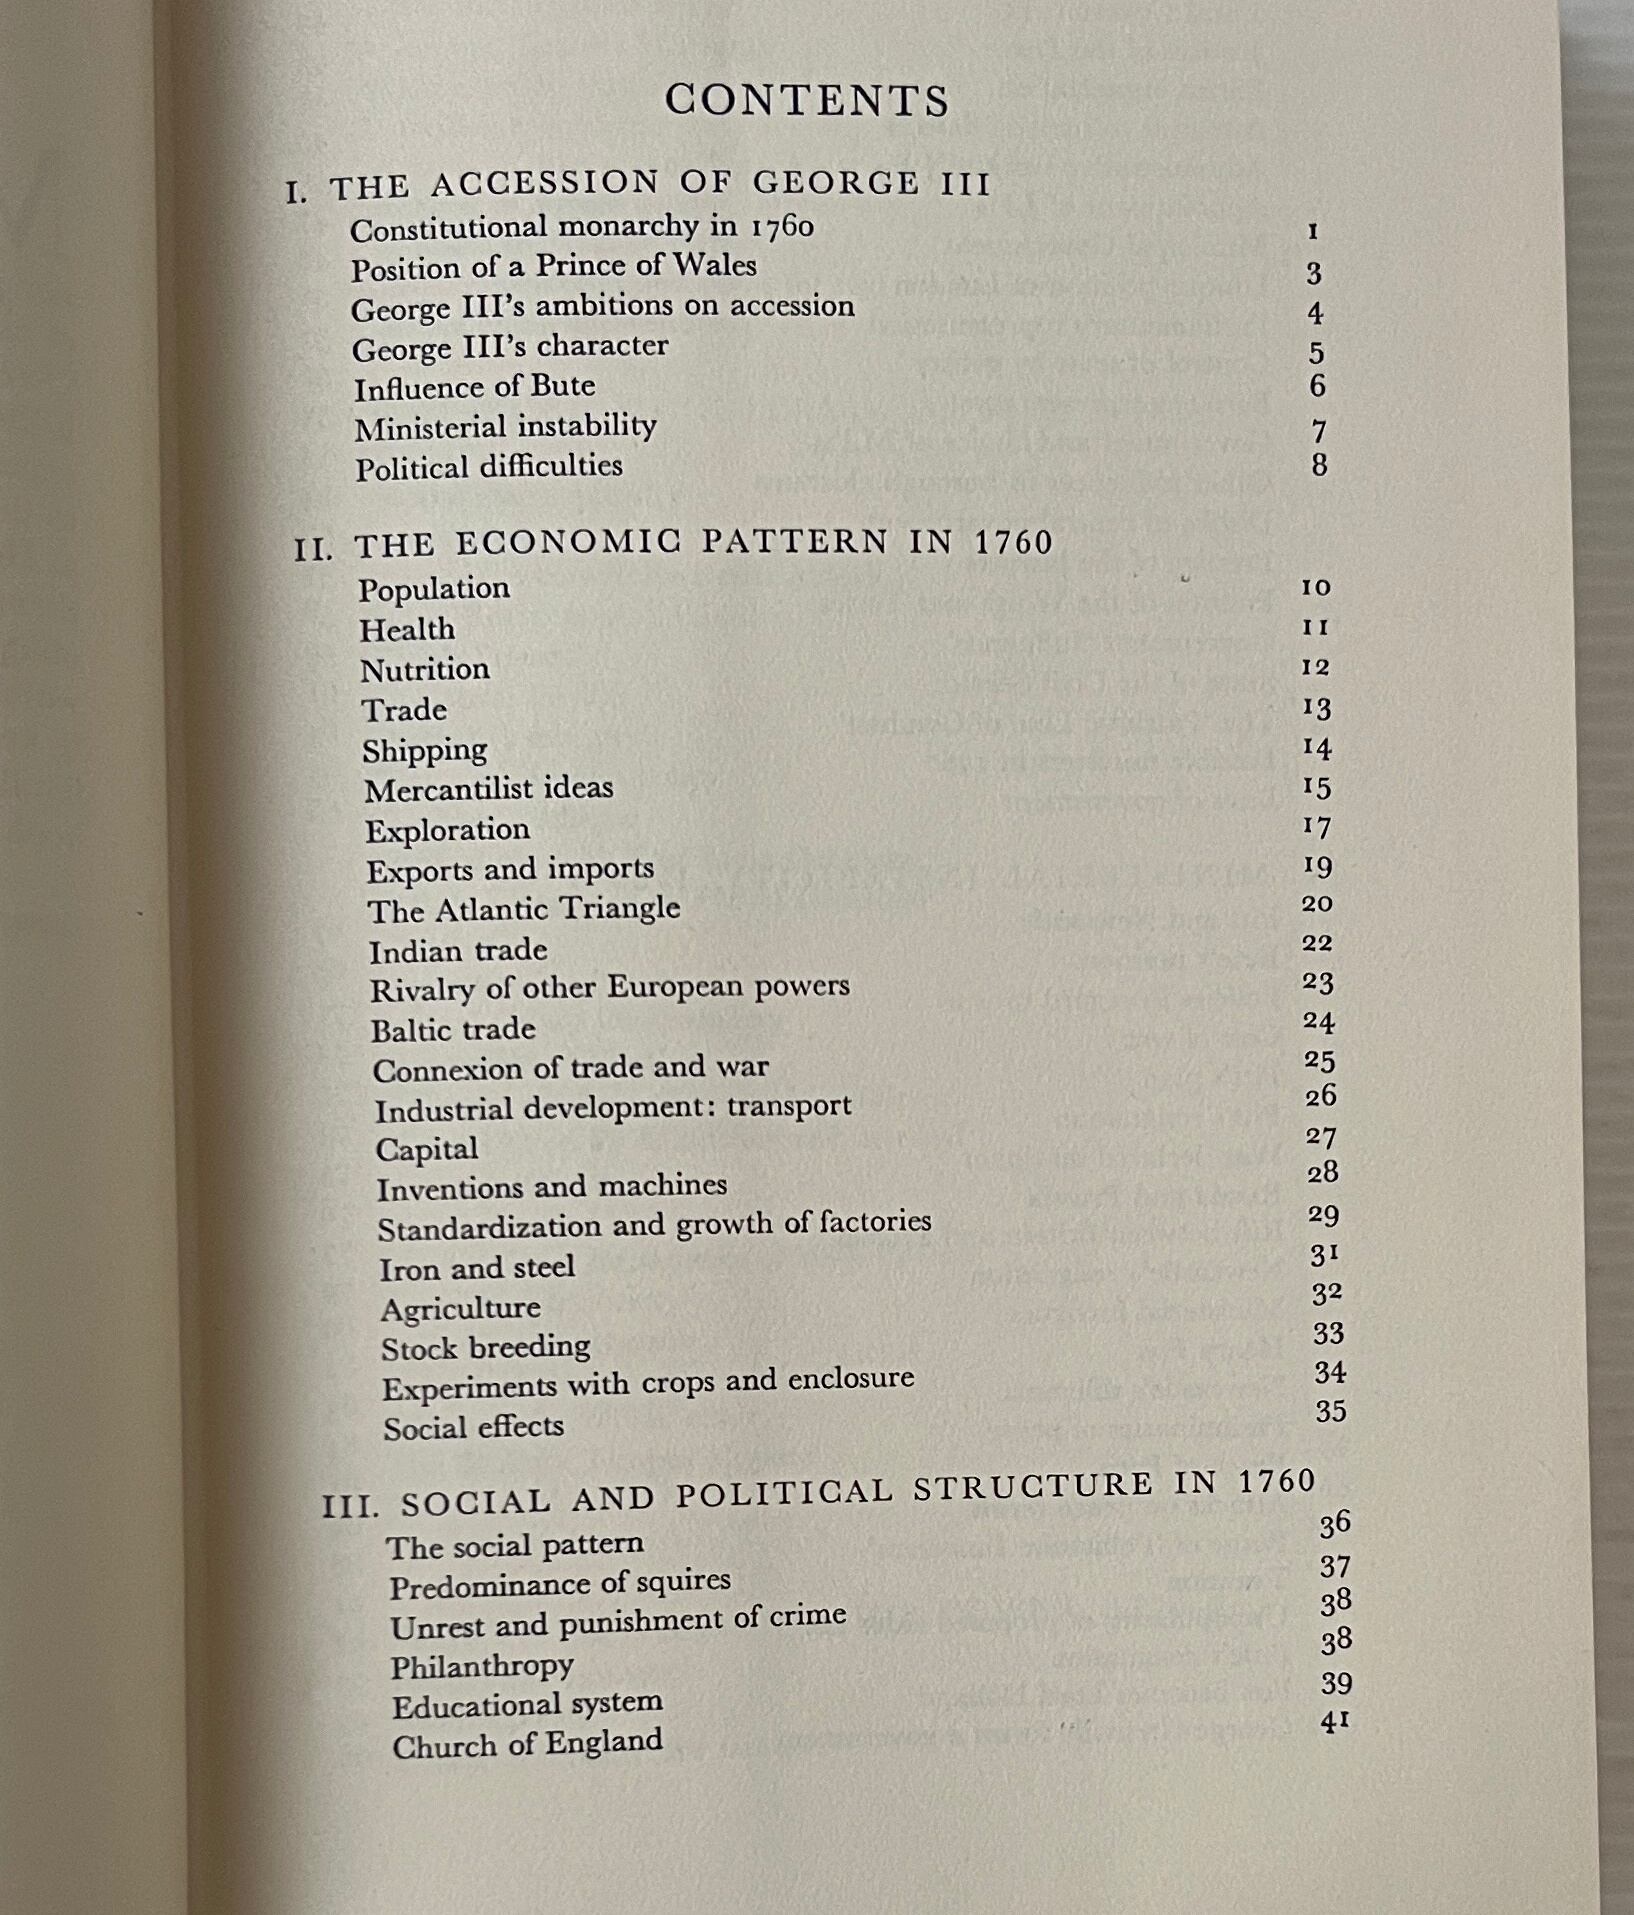 CONTENTS
I. THE ACCESSION OF GEORGE III
Constitutional monarchy in 1760 1
Position of a Prince of Wales 3
George III's ambitions on accession 4
George III's character 5
Influence of Bute 6
Ministerial instability 7
Political difficulties 8
II. THE ECONOMIC PATTERN IN 1760
Population 10
Health 11
Nutrition 12
Trade 13
Shipping 14
Mercantilist ideas 15
Exploration 17
Exports and imports 19
The Atlantic Triangle 20
Indian trade 22
Rivalry of other European powers 23
Baltic trade 24
Connexion of trade and war 25
Industrial development: transport 26
Capital 27
Inventions and machines 28
Standardization and growth of factories 29
Iron and steel 31
Agriculture 32
Stock breeding 33
Experiments with crops and enclosure 34
Social effects 35
III. SOCIAL AND POLITICAL STRUCTURE IN 1760
The social pattern 36
Predominance of squires 37
Unrest and punishment of crime 38
Philanthropy 38
Educational system 39
Church of England 41